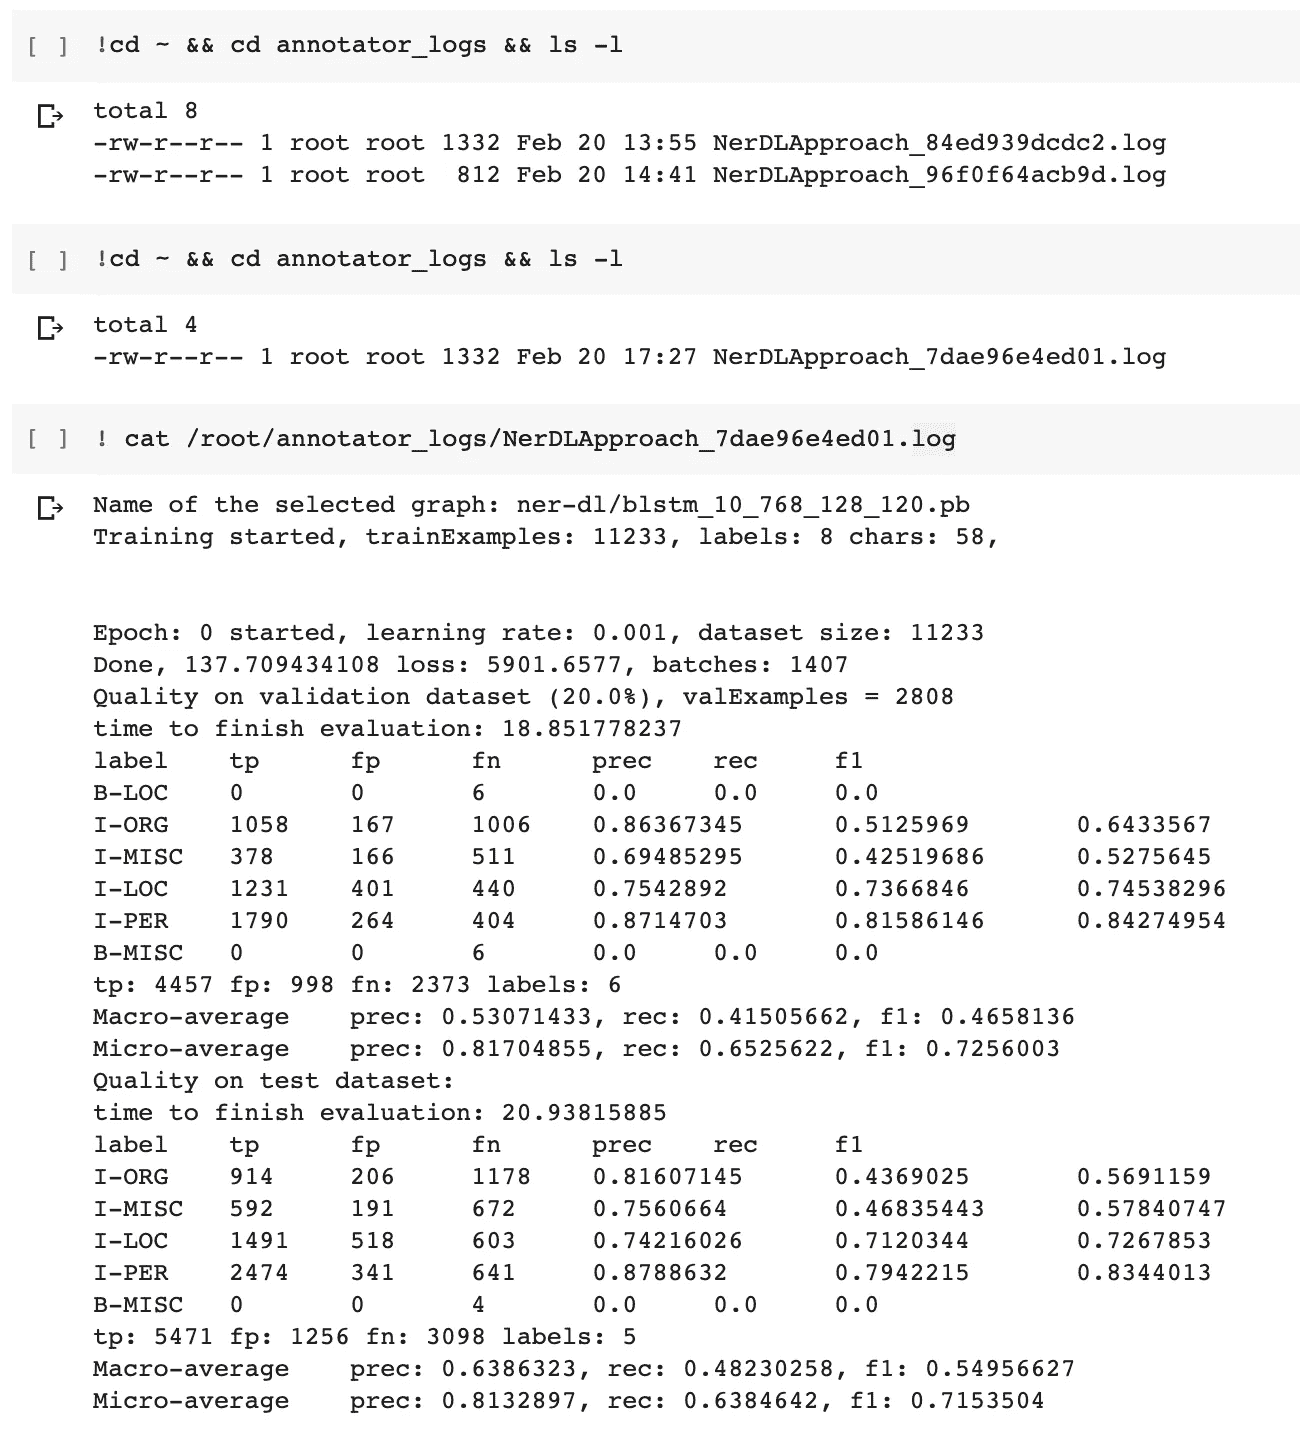 [ ] !cd ~ && cd annotator_logs && ls -l
total 8
-rw-r--r-- 1 root root 1332 Feb 20 13:55 NerDLApproach_84ed939dcdc2.log
-rw-r--r-- 1 root root  812 Feb 20 14:41 NerDLApproach_96f0f64acb9d.log
[ ] !cd ~ && cd annotator_logs && ls -l
total 4
-rw-r--r-- 1 root root 1332 Feb 20 17:27 NerDLApproach_7dae96e4ed01.log
[ ] ! cat /root/annotator_logs/NerDLApproach_7dae96e4ed01.log
Name of the selected graph: ner-dl/blstm_10_768_128_120.pb
Training started, trainExamples: 11233, labels: 8 chars: 58,
Epoch: 0 started, learning rate: 0.001, dataset size: 11233
Done, 137.709434108 loss: 5901.6577, batches: 1407
Quality on validation dataset (20.0%), valExamples = 2808
time to finish evaluation: 18.851778237
label tp fp fn prec rec f1
B-LOC 0 0 6 0.0 0.0 0.0
I-ORG 1058 167 1006 0.86367345 0.5125969 0.6433567
I-MISC 378 166 511 0.69485295 0.42519686 0.5275645
I-LOC 1231 401 440 0.7542892 0.7366846 0.74538296
I-PER 1790 264 404 0.8714703 0.81586146 0.84274954
B-MISC 0 0 6 0.0 0.0 0.0
tp: 4457 fp: 998 fn: 2373 labels: 6
Macro-average prec: 0.53071433, rec: 0.41505662, f1: 0.4658136
Micro-average prec: 0.81704855, rec: 0.6525622, f1: 0.7256003
Quality on test dataset:
time to finish evaluation: 20.93815885
label tp fp fn prec rec f1
I-ORG 914 206 1178 0.81607145 0.4369025 0.5691159
I-MISC 592 191 672 0.7560664 0.46835443 0.57840747
I-LOC 1491 518 603 0.74216026 0.7120344 0.7267853
I-PER 2474 341 641 0.8788632 0.7942215 0.8344013
B-MISC 0 0 4 0.0 0.0 0.0
tp: 5471 fp: 1256 fn: 3098 labels: 5
Macro-average prec: 0.6386323, rec: 0.48230258, f1: 0.54956627
Micro-average prec: 0.8132897, rec: 0.6384642, f1: 0.7153504